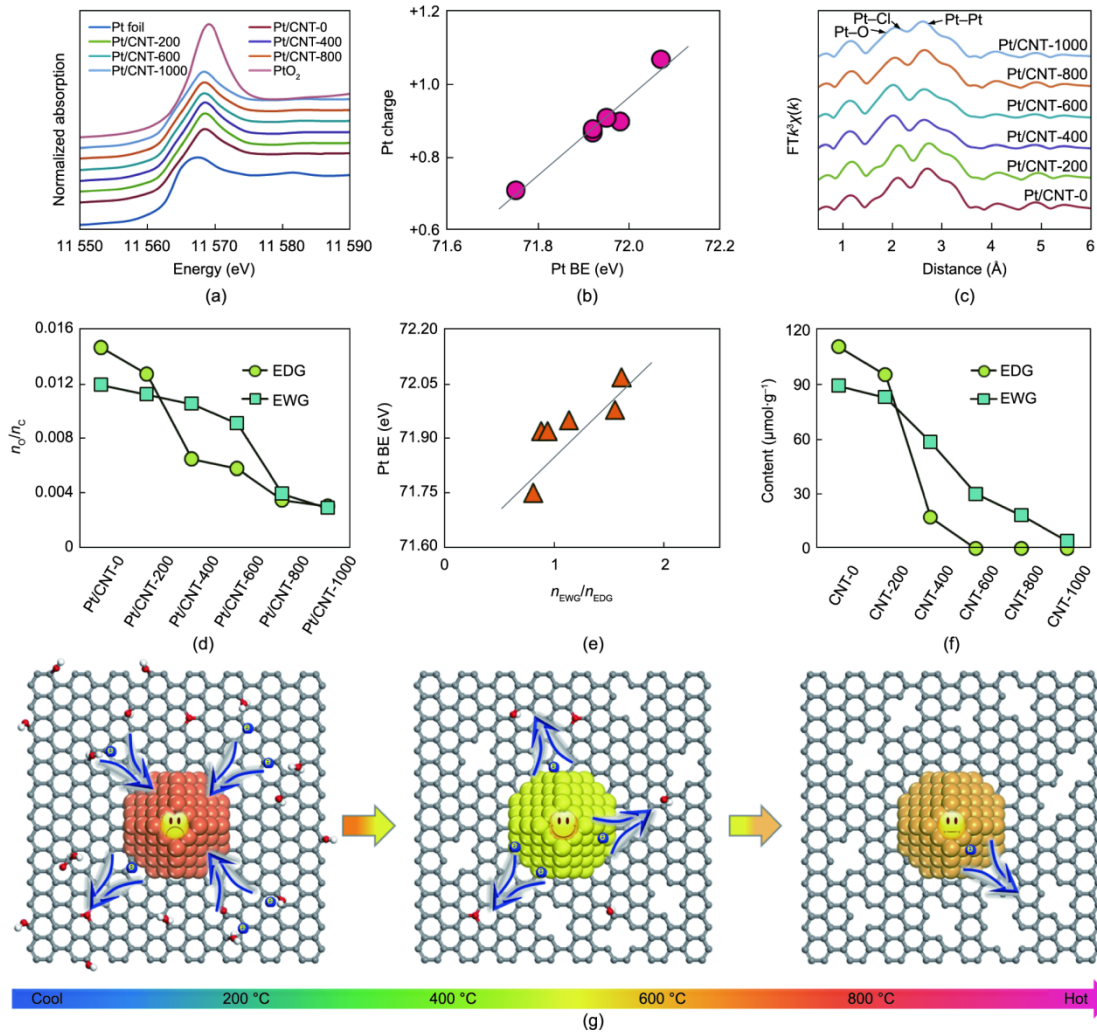 Pt foil Pt/CNT-0
Pt/CNT-200 Pt/CNT-400
Pt/CNT-600 Pt/CNT-800
Pt/CNT-1000 PtO₂
Normalized absorption
11 550 11 560 11 570 11 580 11 590
Energy (eV)
(a)
+1.2
+1.0
+0.8
+0.6
Pt charge
71.6 71.8 72.0 72.2
Pt BE (eV)
(b)
Pt–Cl
Pt–O
Pt–Pt
Pt/CNT-1000
Pt/CNT-800
Pt/CNT-600
Pt/CNT-400
Pt/CNT-200
Pt/CNT-0
FTk³χ(k)
1 2 3 4 5 6
Distance (Å)
(c)
0.016
0.012
0.008
0.004
0
n_O/n_C
EDG
EWG
Pt/CNT-0
Pt/CNT-200
Pt/CNT-400
Pt/CNT-600
Pt/CNT-800
Pt/CNT-1000
(d)
72.20
72.05
71.90
71.75
71.60
Pt BE (eV)
0 1 2
n_EWG/n_EDG
(e)
120
90
60
30
0
Content (μmol·g⁻¹)
EDG
EWG
CNT-0
CNT-200
CNT-400
CNT-600
CNT-800
CNT-1000
(f)
Cool 200 °C 400 °C 600 °C 800 °C Hot
(g)